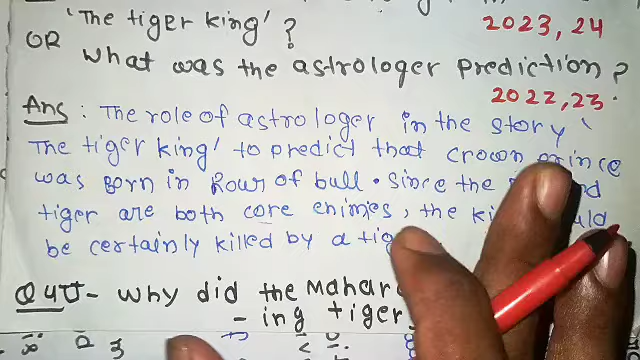 'The tiger king' ?
2023, 24
OR What was the astrologer prediction ?
2022, 23.
Ans : The role of astrologer in the story '
The tiger king' to predict that crown prince
was born in hour of bull. Since the
tiger are both core enimies, the
be certainly killed by a
Q 4 - Why did the
- ing tiger